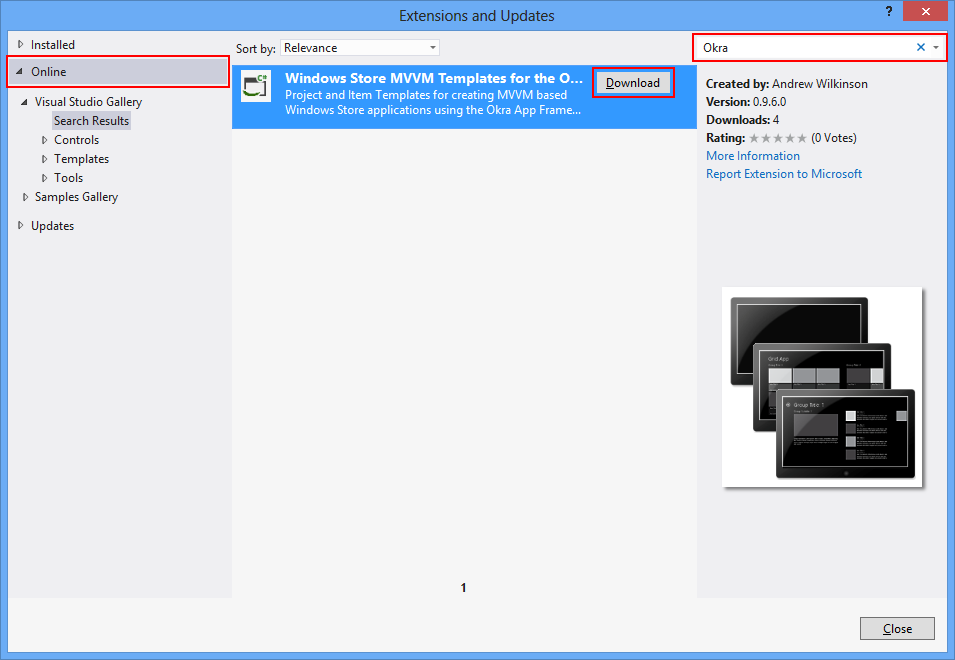 Extensions and Updates
?
Installed
Online
Visual Studio Gallery
Search Results
Controls
Templates
Tools
Samples Gallery
Updates
Sort by: Relevance
C#
Windows Store MVVM Templates for the O...
Project and Item Templates for creating MVVM based
Windows Store applications using the Okra App Frame...
Download
1
Okra
Created by: Andrew Wilkinson
Version: 0.9.6.0
Downloads: 4
Rating: (0 Votes)
More Information
Report Extension to Microsoft
Grid App
Group Title: 1
Close